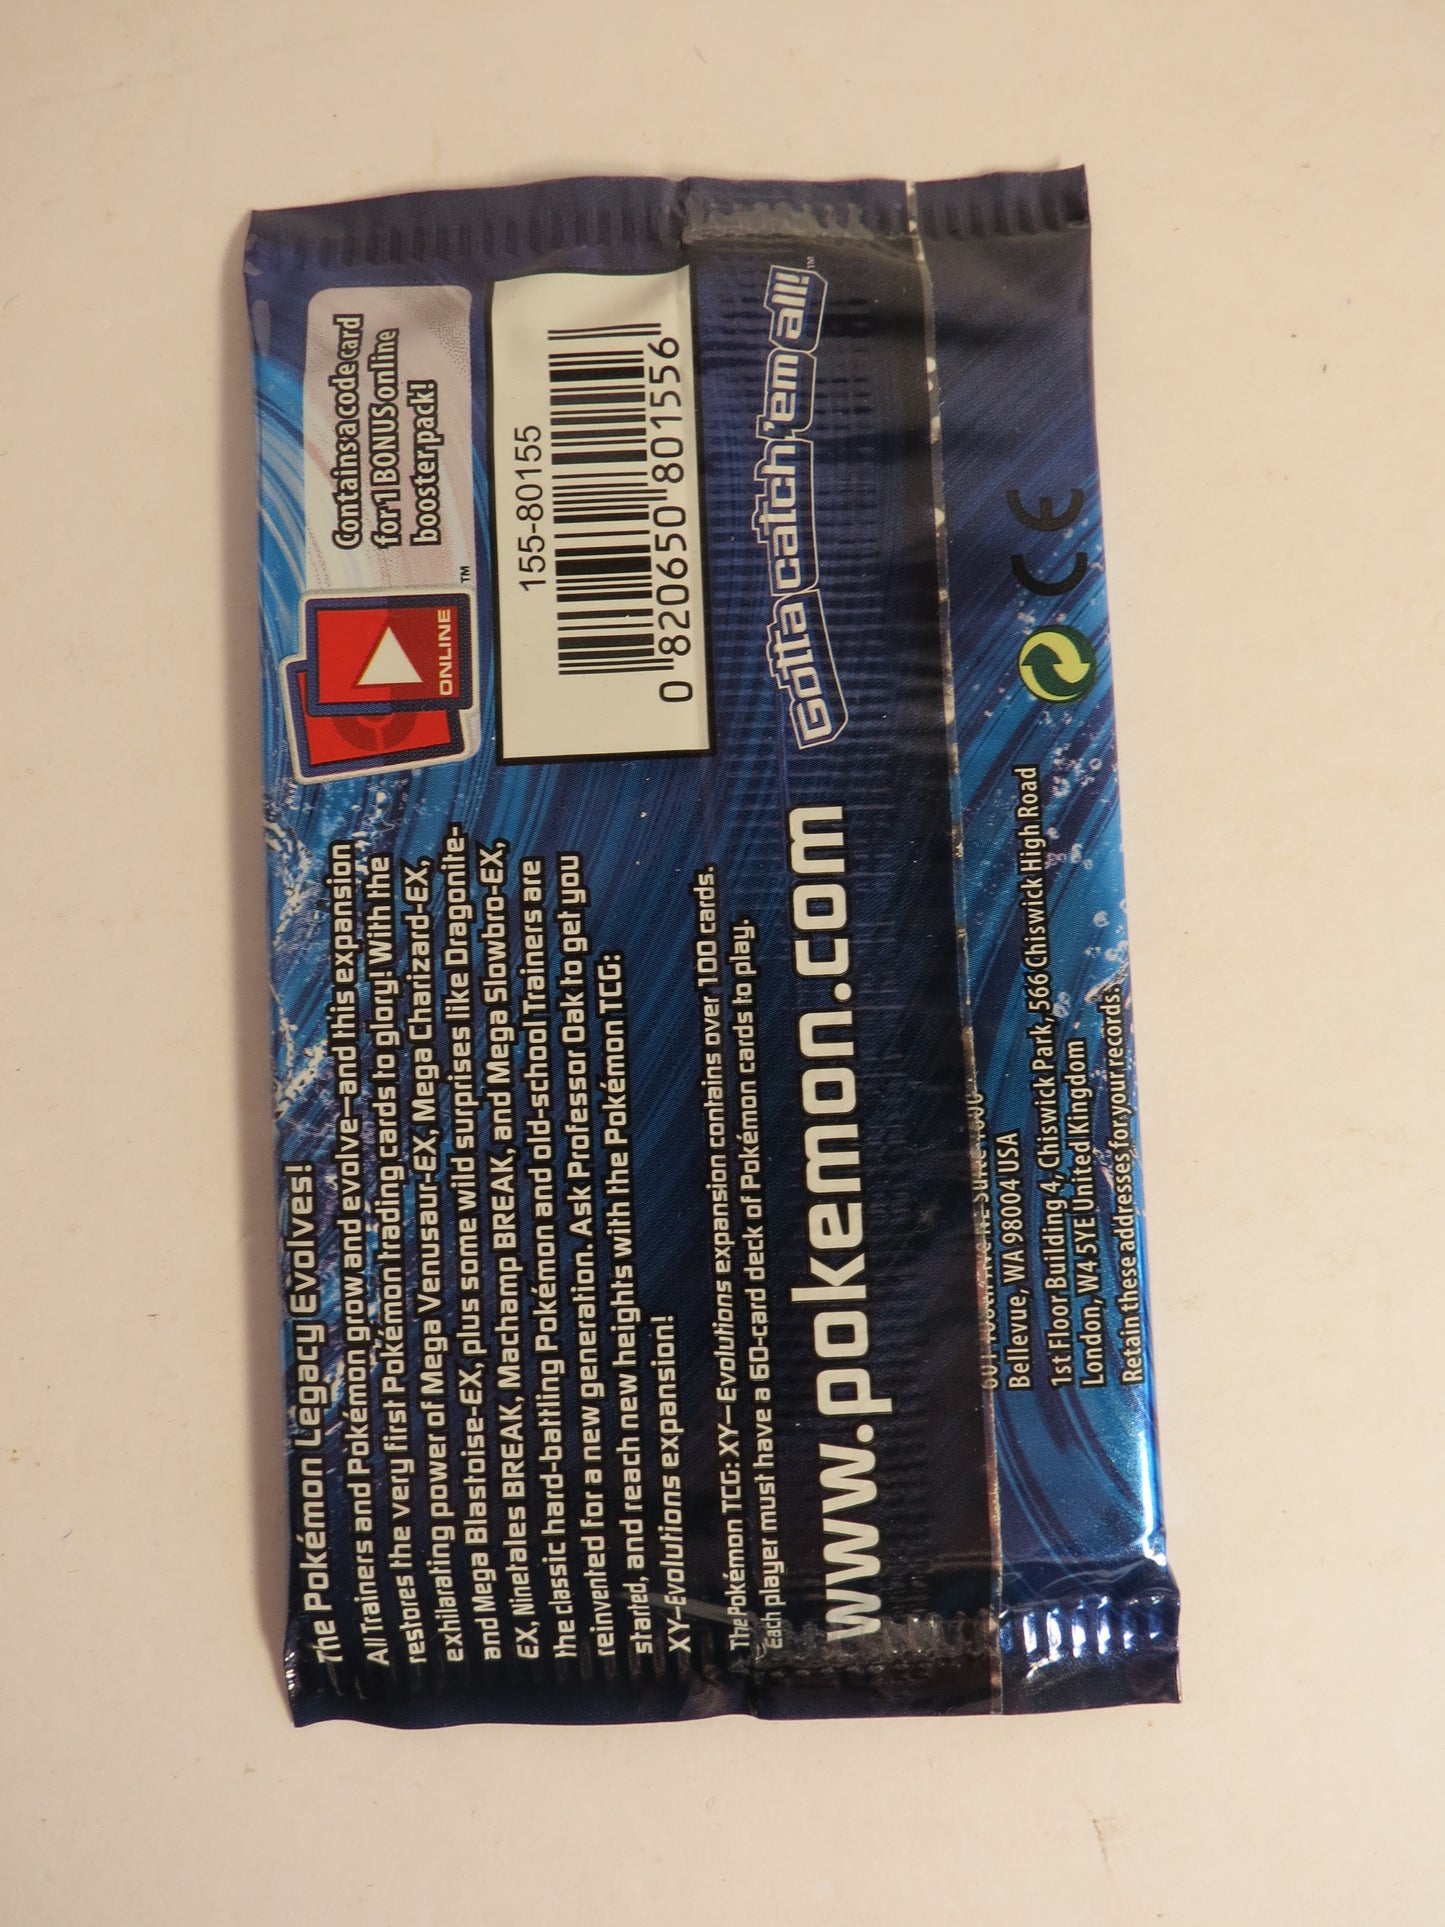 The Pokémon Legacy Evolves!
All Trainers and Pokémon grow and evolve—and this expansion
restores the very first Pokémon trading cards to glory! With the
exhilarating power of Mega Venusaur-EX, Mega Charizard-EX,
and Mega Blastoise-EX, plus some wild surprises like Dragonite-
EX, Ninetales BREAK, Machamp BREAK, and Mega Slowbro-EX,
the classic hard-battling Pokémon and old-school Trainers are
reinvented for a new generation. Ask Professor Oak to get you
started, and reach new heights with the Pokémon TCG:
XY—Evolutions expansion!
The Pokémon TCG: XY—Evolutions expansion contains over 100 cards.
Each player must have a 60-card deck of Pokémon cards to play.
www.pokemon.com
ONLINE
TM
Contains a code card
for 1 BONUS online
booster pack!
155-80155
0 820650 801556
Gotta catch 'em all!
TM
Bellevue, WA 98004 USA
1st Floor Building 4, Chiswick Park, 566 Chiswick High Road
London, W4 5YE United Kingdom
Retain these addresses for your records.
CE